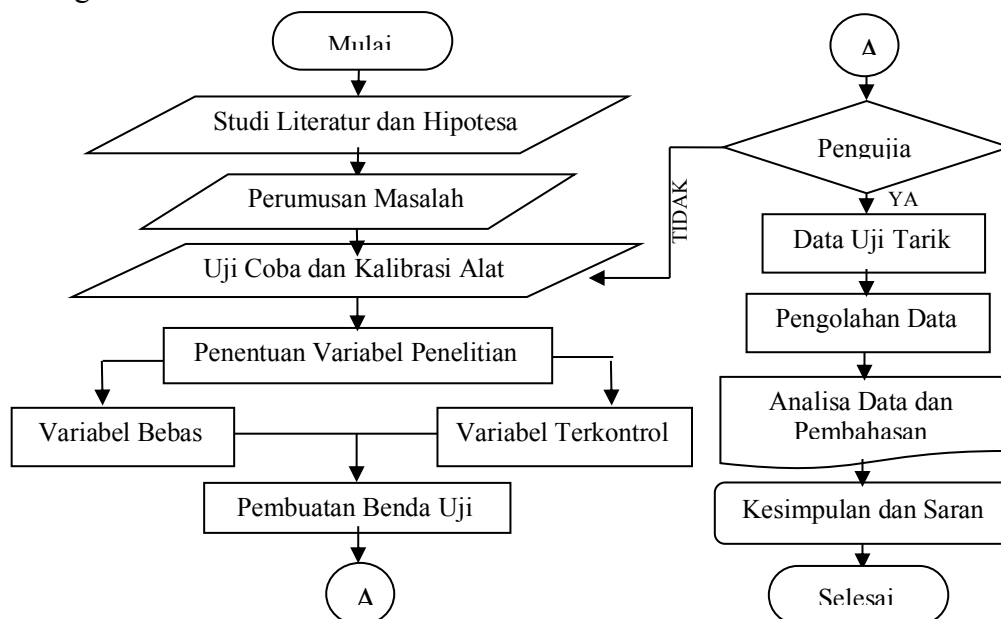 Mulai
Studi Literatur dan Hipotesa
Perumusan Masalah
Uji Coba dan Kalibrasi Alat
Penentuan Variabel Penelitian
Variabel Bebas
Variabel Terkontrol
Pembuatan Benda Uji
A
A
Pengujia
TIDAK
YA
Data Uji Tarik
Pengolahan Data
Analisa Data dan
Pembahasan
Kesimpulan dan Saran
Selesai